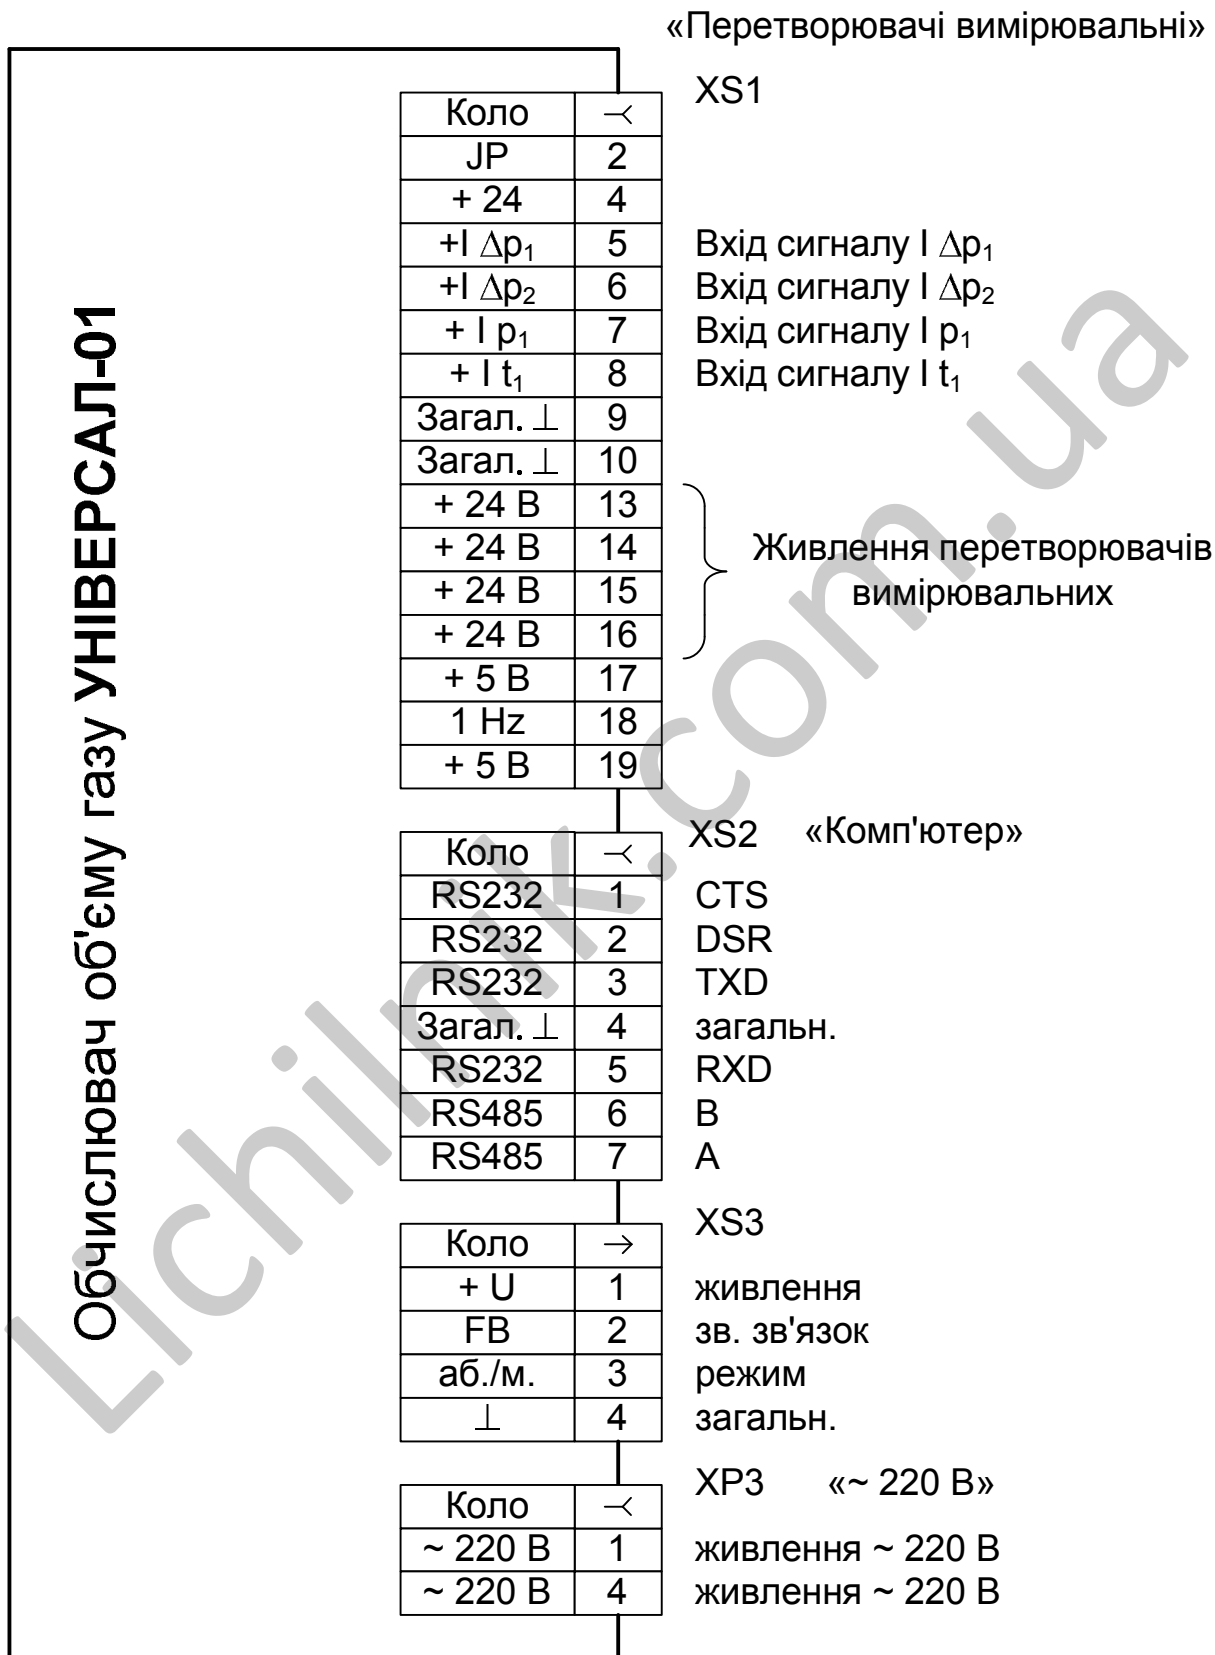 «Перетворювачі вимірювальні»
XS1
Коло
JP 2
+ 24 4
+I Δp₁ 5 Вхід сигналу I Δp₁
+I Δp₂ 6 Вхід сигналу I Δp₂
+ I p₁ 7 Вхід сигналу I p₁
+ I t₁ 8 Вхід сигналу I t₁
Загал. ⊥ 9
Загал. ⊥ 10
+ 24 В 13
+ 24 В 14 Живлення перетворювачів
+ 24 В 15 вимірювальних
+ 24 В 16
+ 5 В 17
1 Hz 18
+ 5 В 19
XS2 «Комп'ютер»
Коло
RS232 1 CTS
RS232 2 DSR
RS232 3 TXD
Загал. ⊥ 4 загальн.
RS232 5 RXD
RS485 6 B
RS485 7 A
XS3
Коло →
+ U 1 живлення
FB 2 зв. зв'язок
аб./м. 3 режим
⊥ 4 загальн.
XP3 «~ 220 В»
Коло
~ 220 В 1 живлення ~ 220 В
~ 220 В 4 живлення ~ 220 В
Обчислювач об'єму газу УНІВЕРСАЛ-01
Lichilnik.com.ua